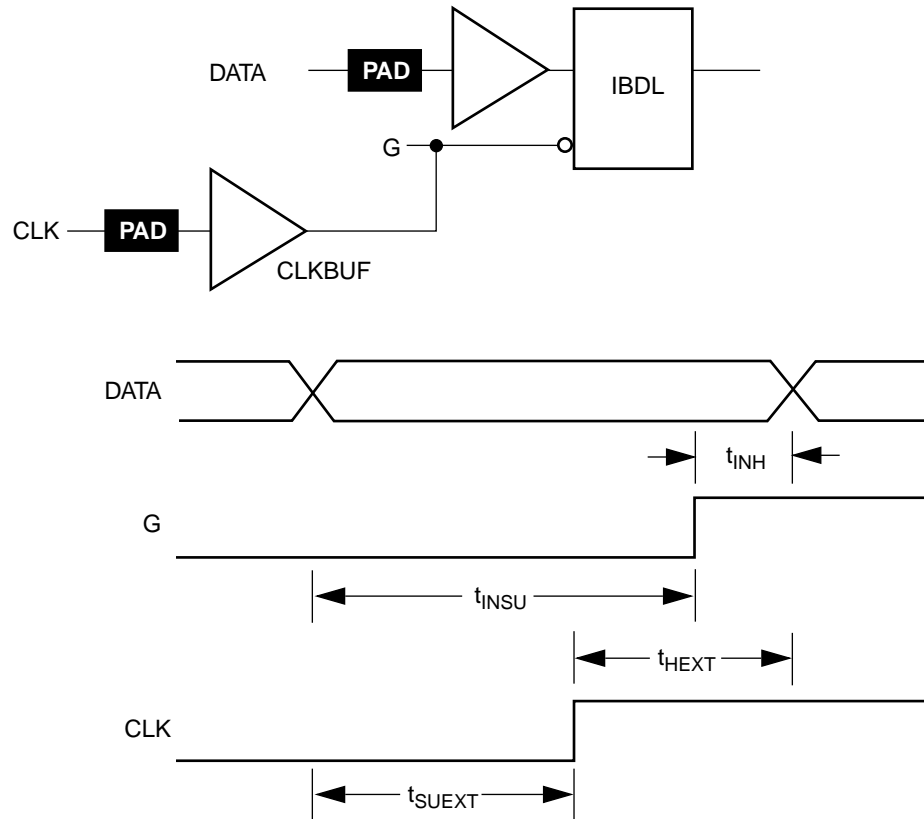 DATA
PAD
IBDL
G
CLK
PAD
CLKBUF
DATA
tINH
G
tINSU
tHEXT
CLK
tSUEXT